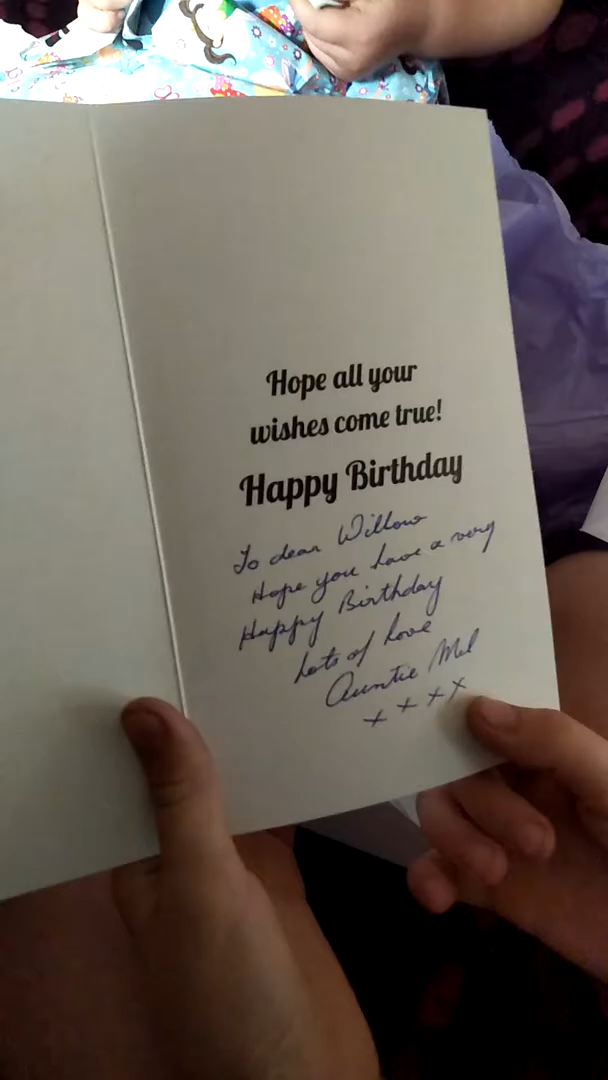 Hope all your
wishes come true!
Happy Birthday
To dear Willow
Hope you have a very
Happy Birthday
Lots of love
Auntie Mel
x x x x